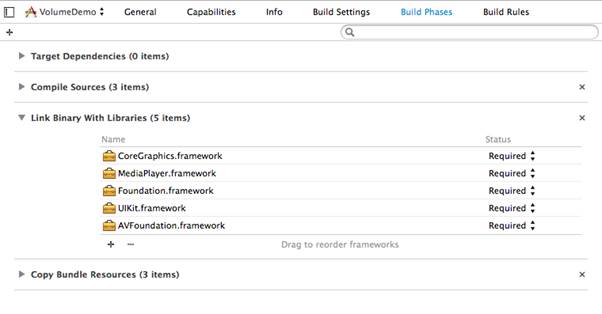 VolumeDemo General Capabilities Info Build Settings Build Phases Build Rules
+
Target Dependencies (0 items)
Compile Sources (3 items)
Link Binary With Libraries (5 items)
Name Status
CoreGraphics.framework Required
MediaPlayer.framework Required
Foundation.framework Required
UIKit.framework Required
AVFoundation.framework Required
+ − Drag to reorder frameworks
Copy Bundle Resources (3 items)